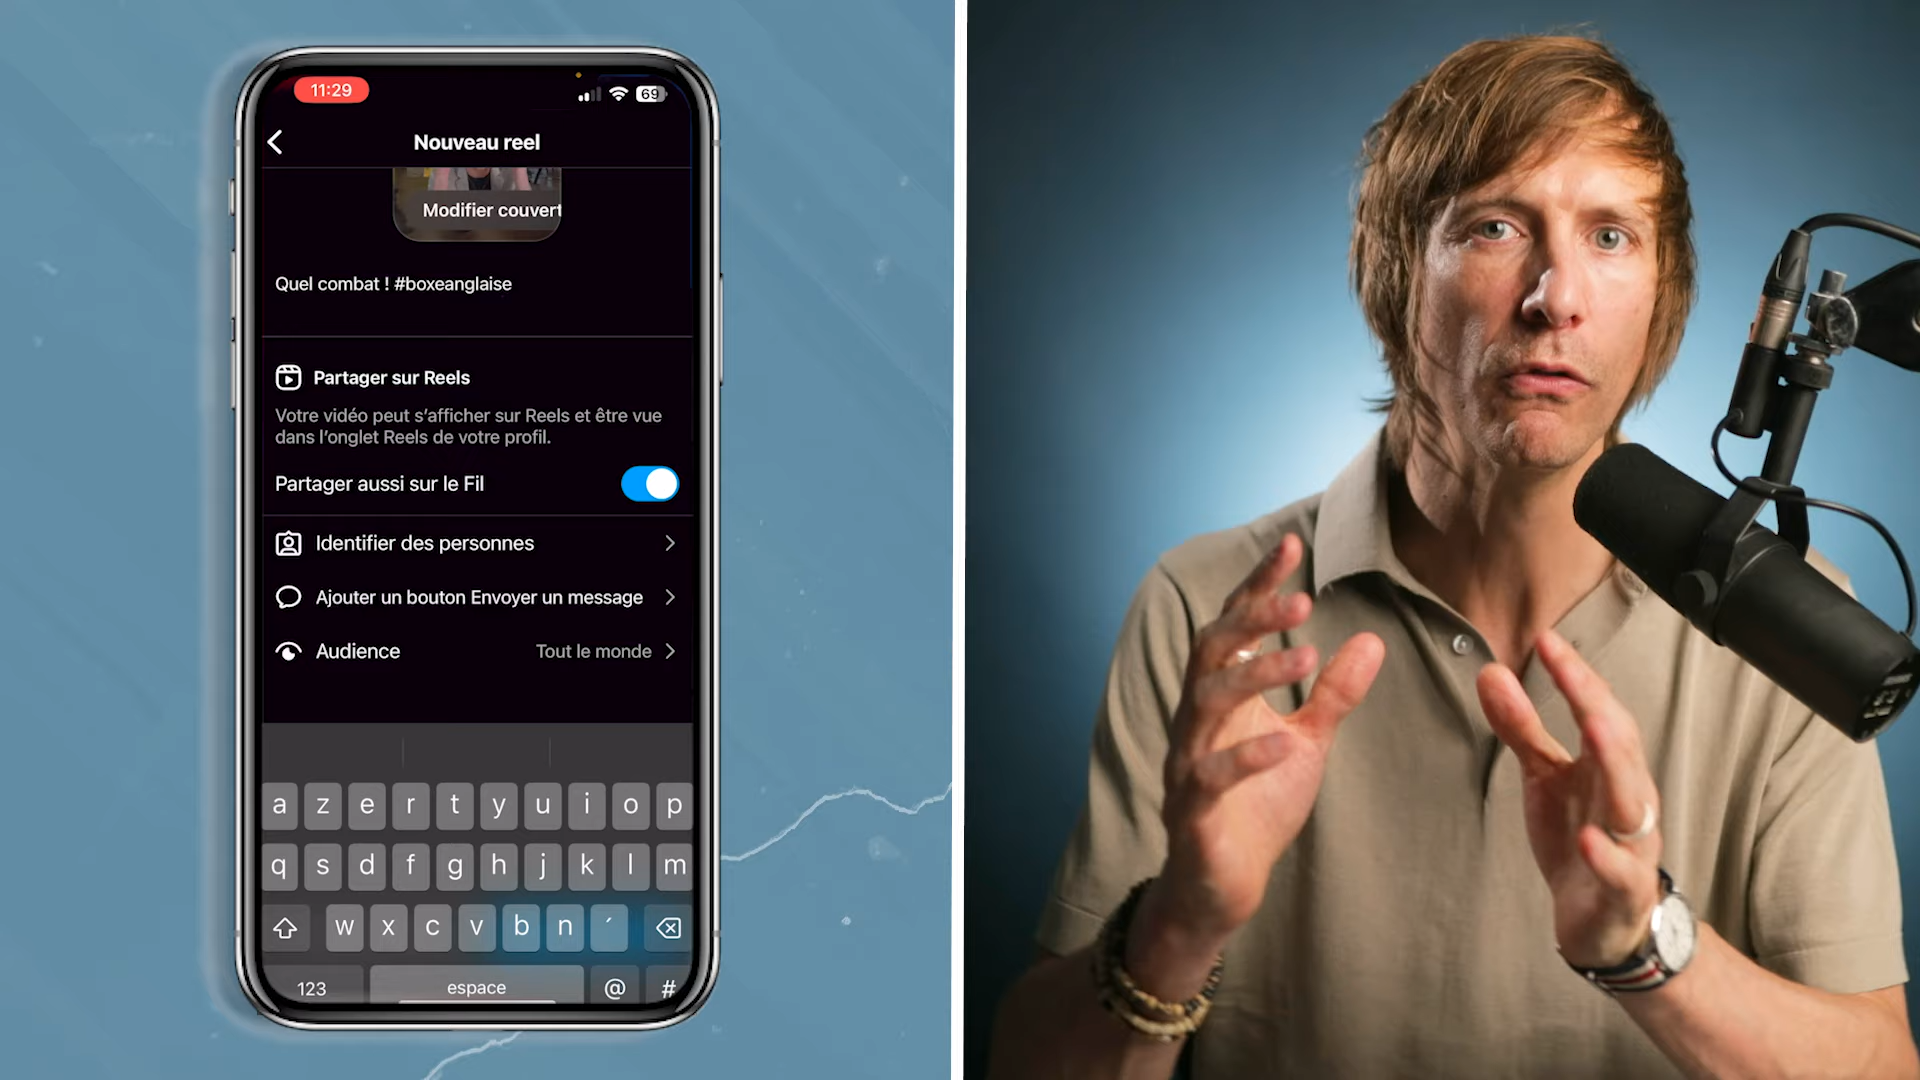 11:29
69
Nouveau reel
Modifier couvert
Quel combat ! #boxeanglaise
Partager sur Reels
Votre vidéo peut s'afficher sur Reels et être vue
dans l'onglet Reels de votre profil.
Partager aussi sur le Fil
Identifier des personnes
Ajouter un bouton Envoyer un message
Audience Tout le monde
a z e r t y u i o p
q s d f g h j k l m
w x c v b n ´
123 espace @ #